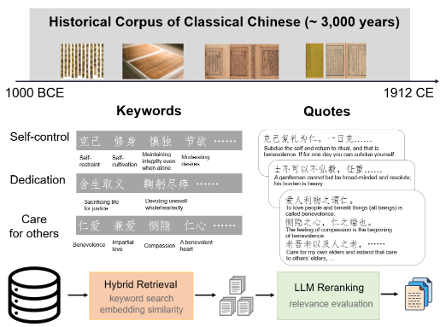 Historical Corpus of Classical Chinese (~ 3,000 years)
1000 BCE
1912 CE
Keywords
Quotes
Self-control
克己 修身 慎独 节欲 ……
Self-restraint
Self-cultivation
Maintaining integrity even when alone
Moderating desires
Dedication
舍生取义 鞠躬尽瘁 ……
Sacrificing life for justice
Devoting oneself wholeheartedly
Care for others
仁爱 兼爱 恻隐 仁心 ……
Benevolence
Impartial love
Compassion
A benevolent heart
克己复礼为仁。一日克……
Subdue the self and return to ritual, and that is
benevolence. If for one day you can subdue yourself
士不可以不弘毅，任重……
A gentleman cannot but be broad-minded and resolute;
his burden is heavy
爱人利物之谓仁。
To love people and benefit things (all beings) is
called benevolence.
恻隐之心，仁之端也。
The feeling of compassion is the beginning
of benevolence.
老吾老以及人之老，……
Care for my own elders and extend that care
to others' elders, ...
Hybrid Retrieval
keyword search
embedding similarity
LLM Reranking
relevance evaluation